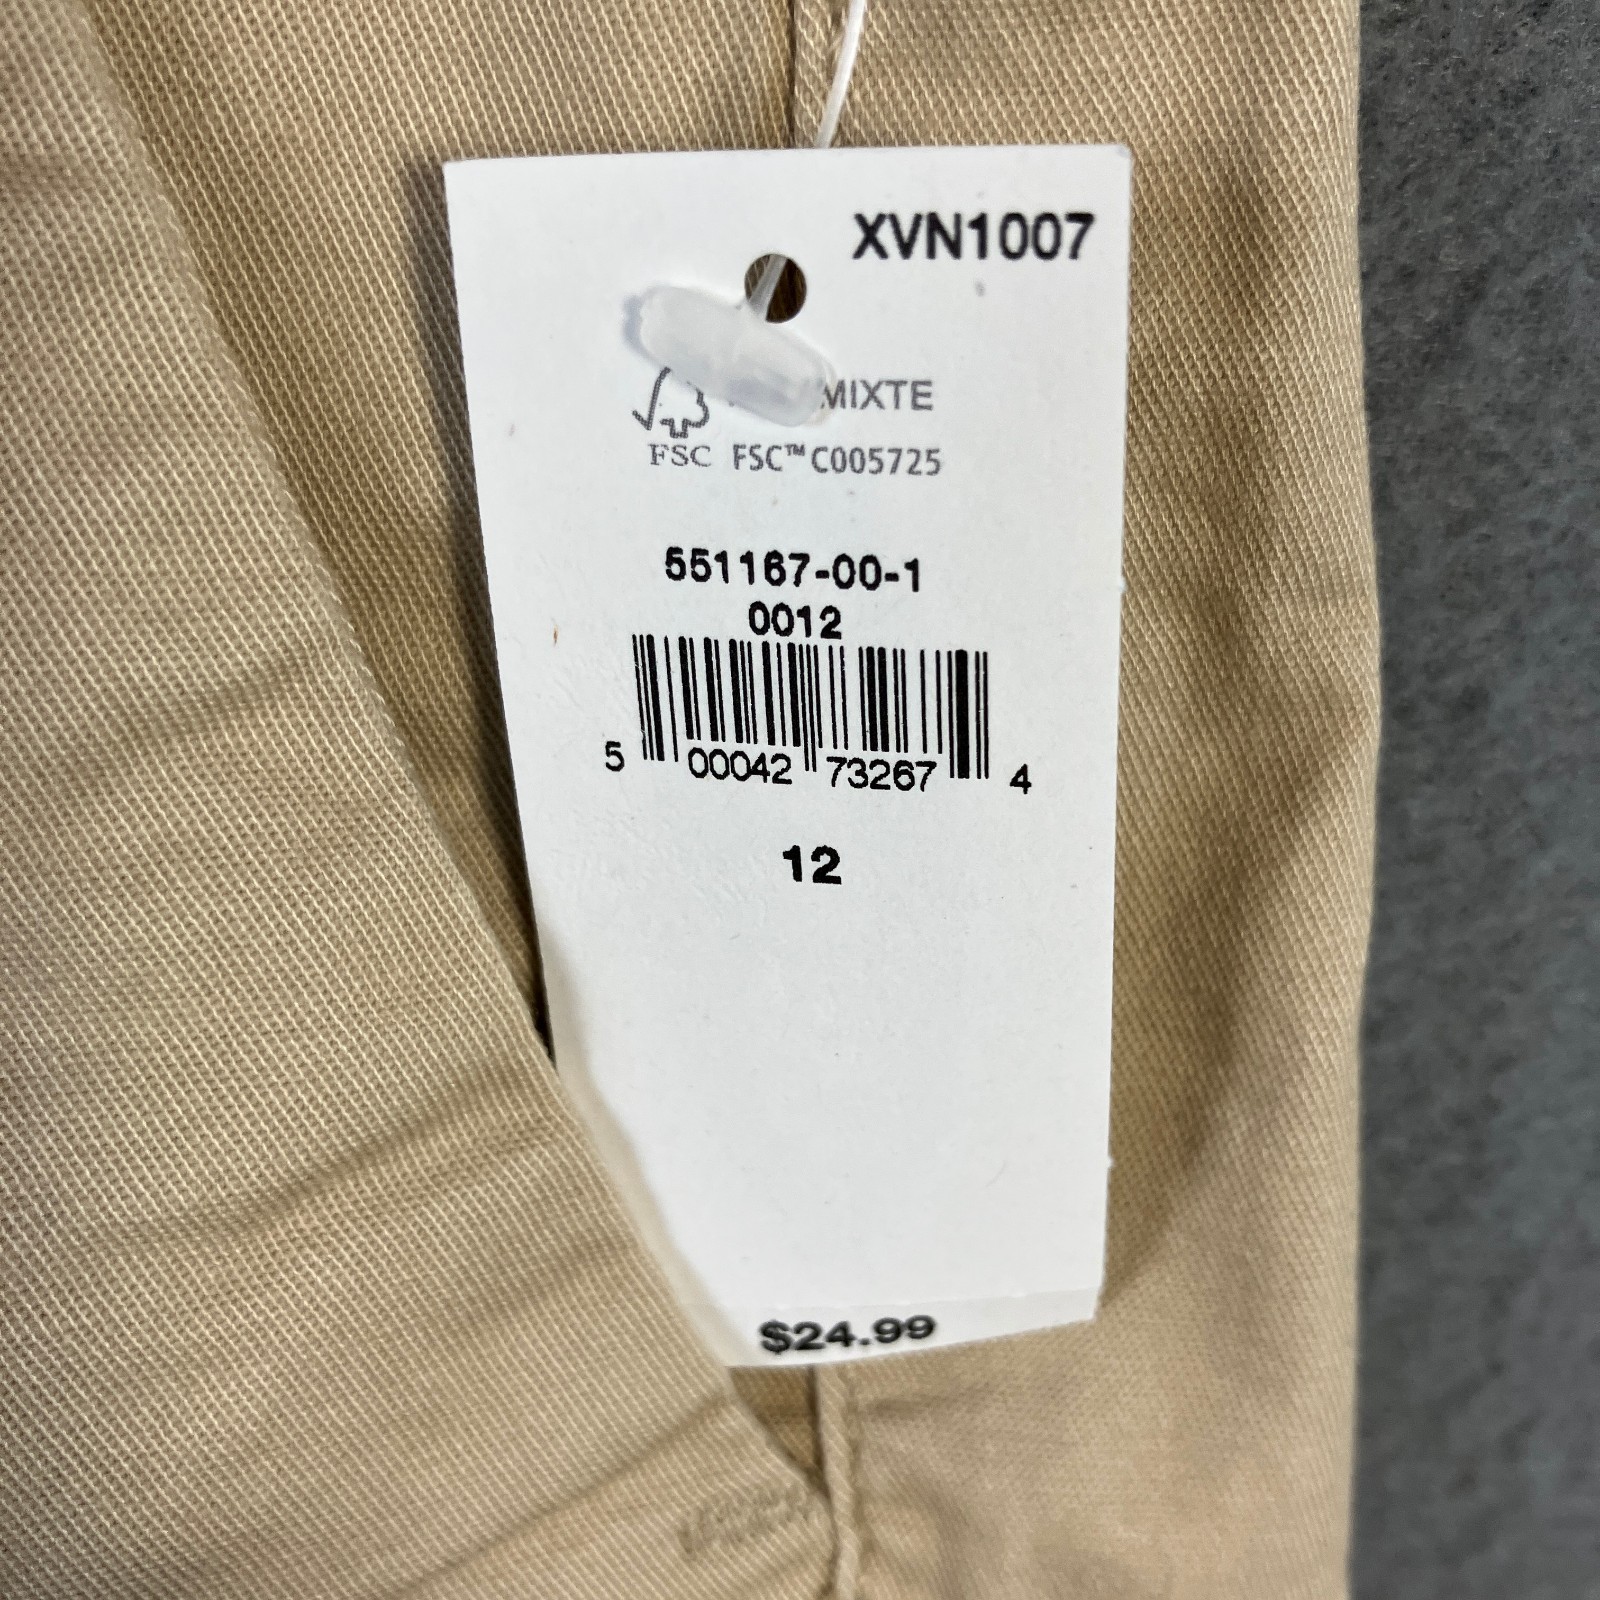 XVN1007
MIXTE
FSC FSC™ C005725
551167-00-1
0012
5 00042 73267 4
12
$24.99